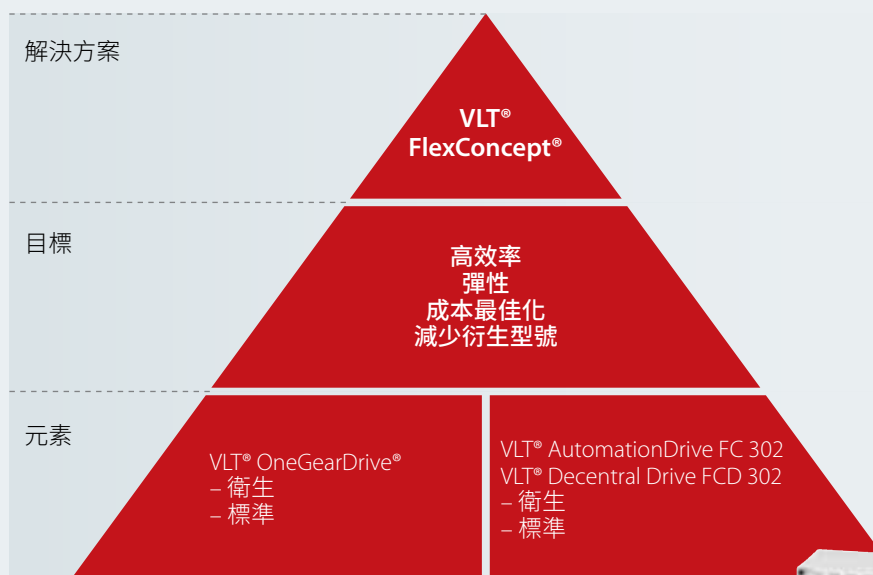 解決方案
VLT®
FlexConcept®
目標
高效率
彈性
成本最佳化
減少衍生型號
元素
VLT® OneGearDrive®
– 衛生
– 標準
VLT® AutomationDrive FC 302
VLT® Decentral Drive FCD 302
– 衛生
– 標準